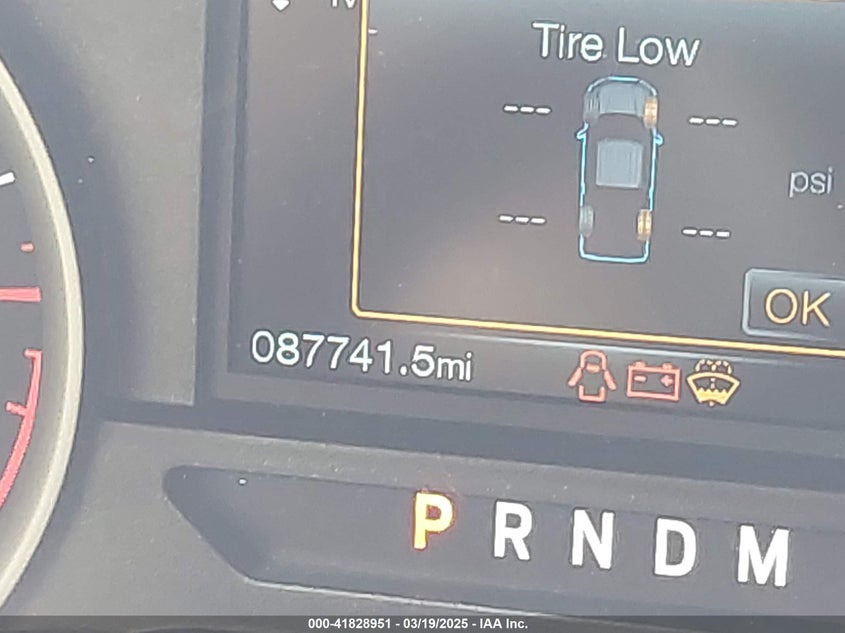 Tire Low
--- ---
psi
--- ---
OK
087741.5mi
P R N D M
000-41828951 - 03/19/2025 - IAA Inc.